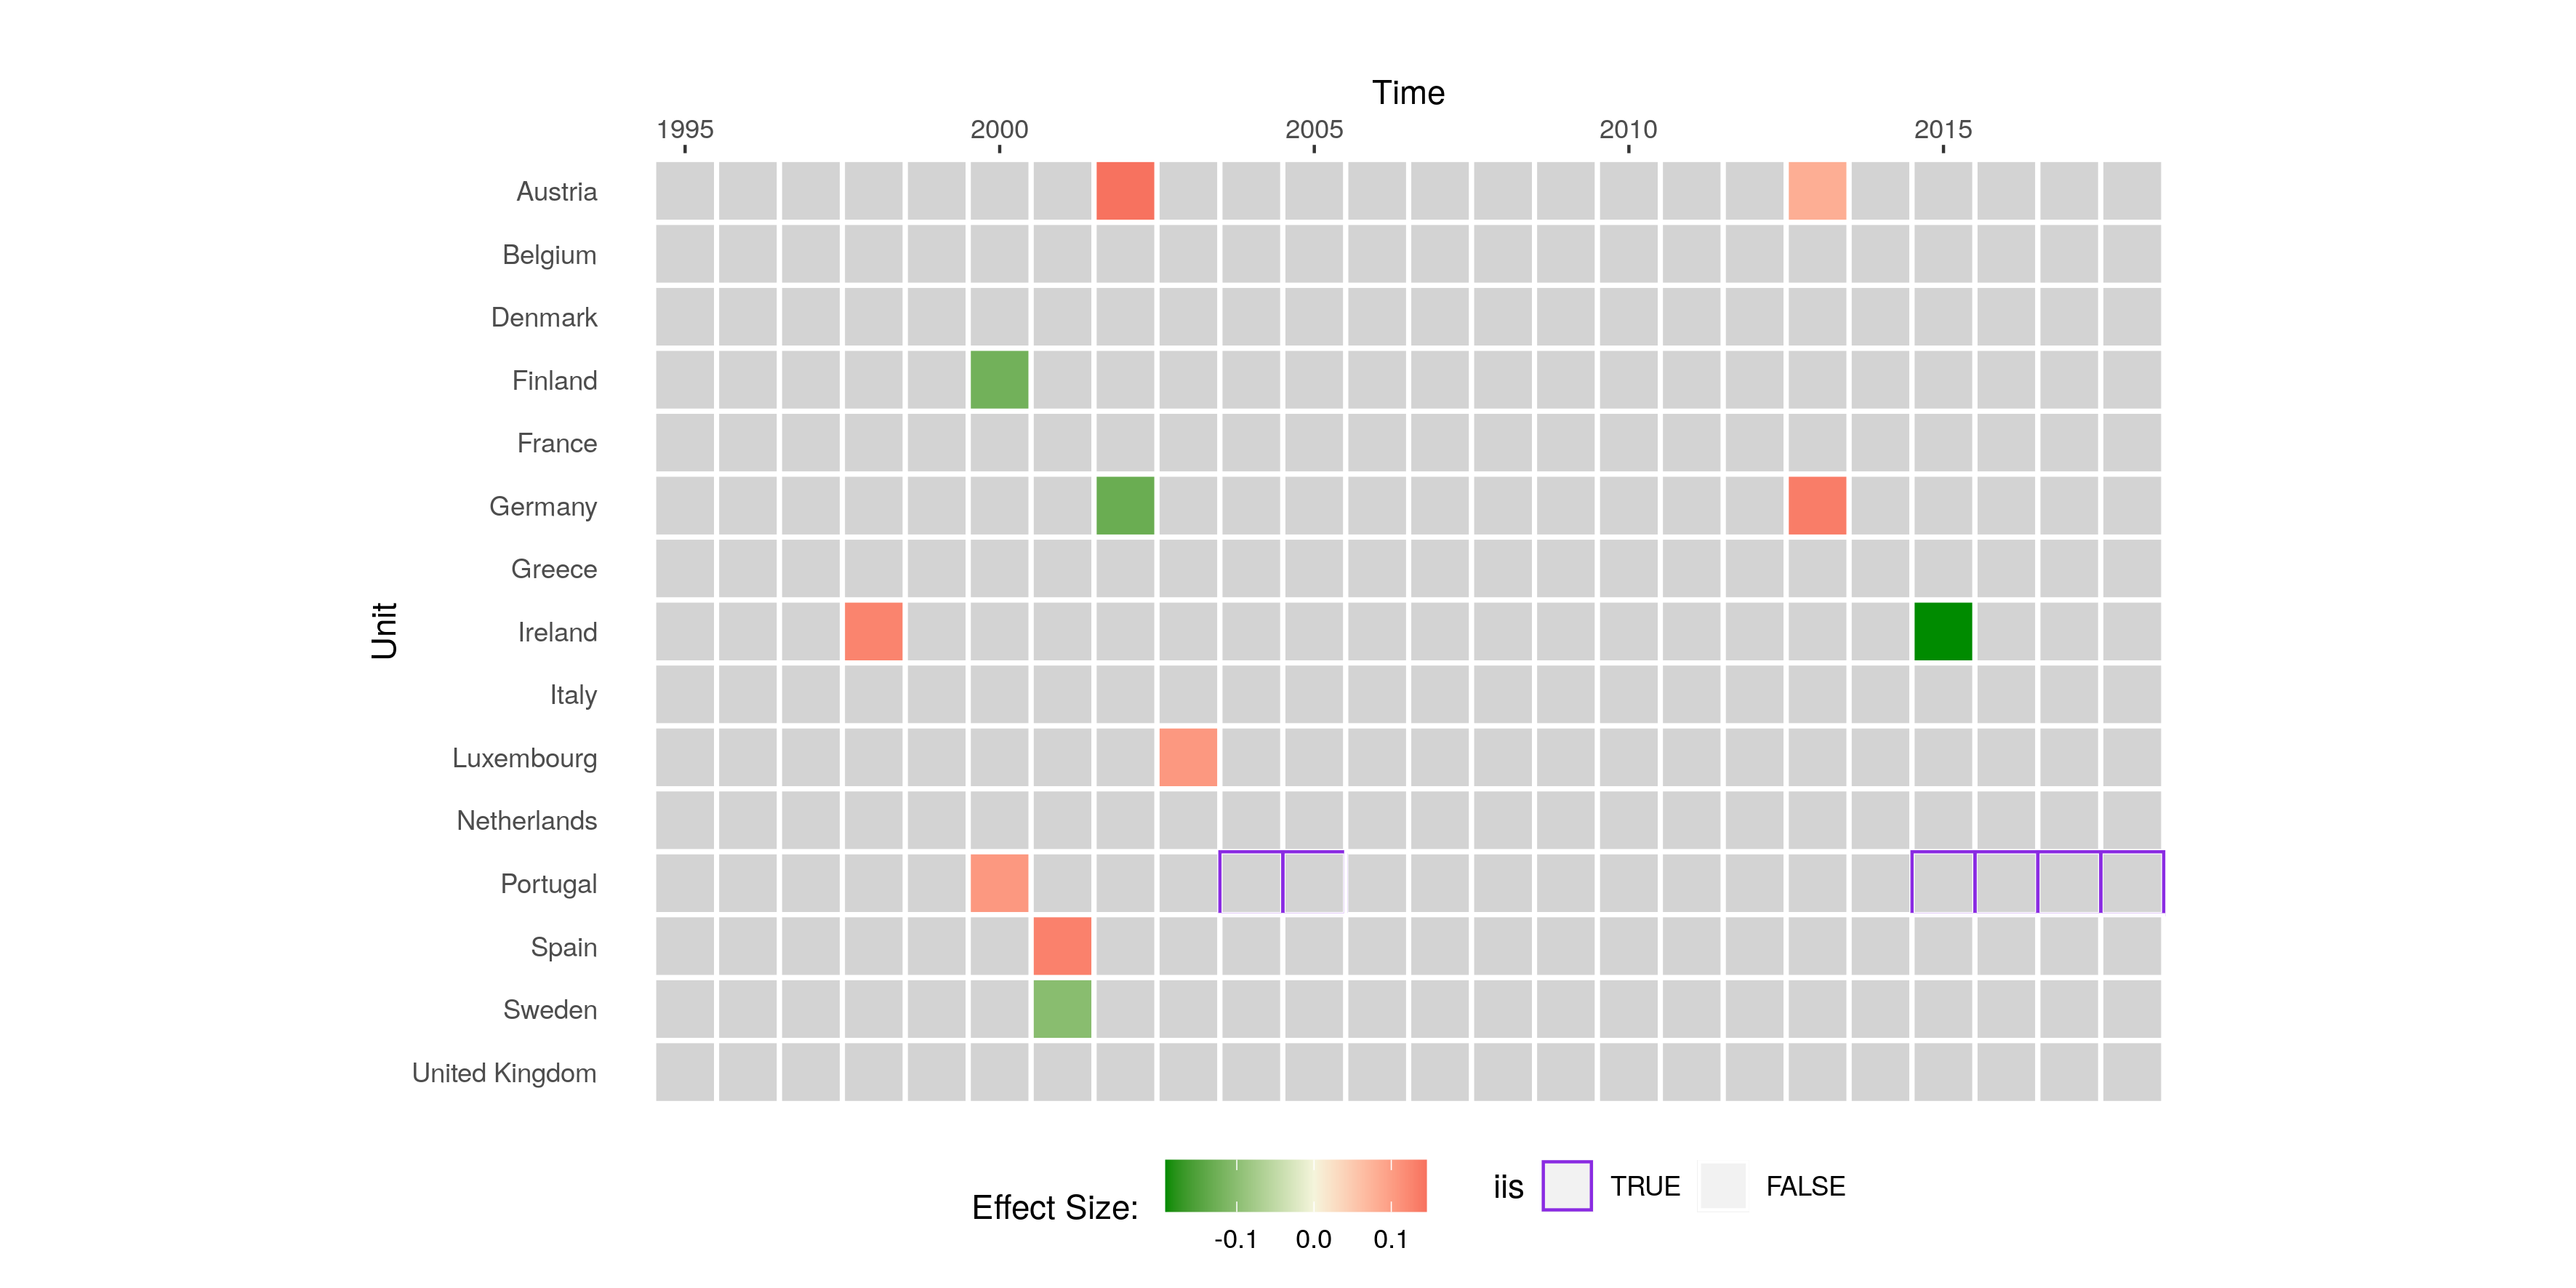 Time
1995 2000 2005 2010 2015
Austria
Belgium
Denmark
Finland
France
Germany
Greece
Unit
Ireland
Italy
Luxembourg
Netherlands
Portugal
Spain
Sweden
United Kingdom
Effect Size:
-0.1 0.0 0.1
iis TRUE FALSE